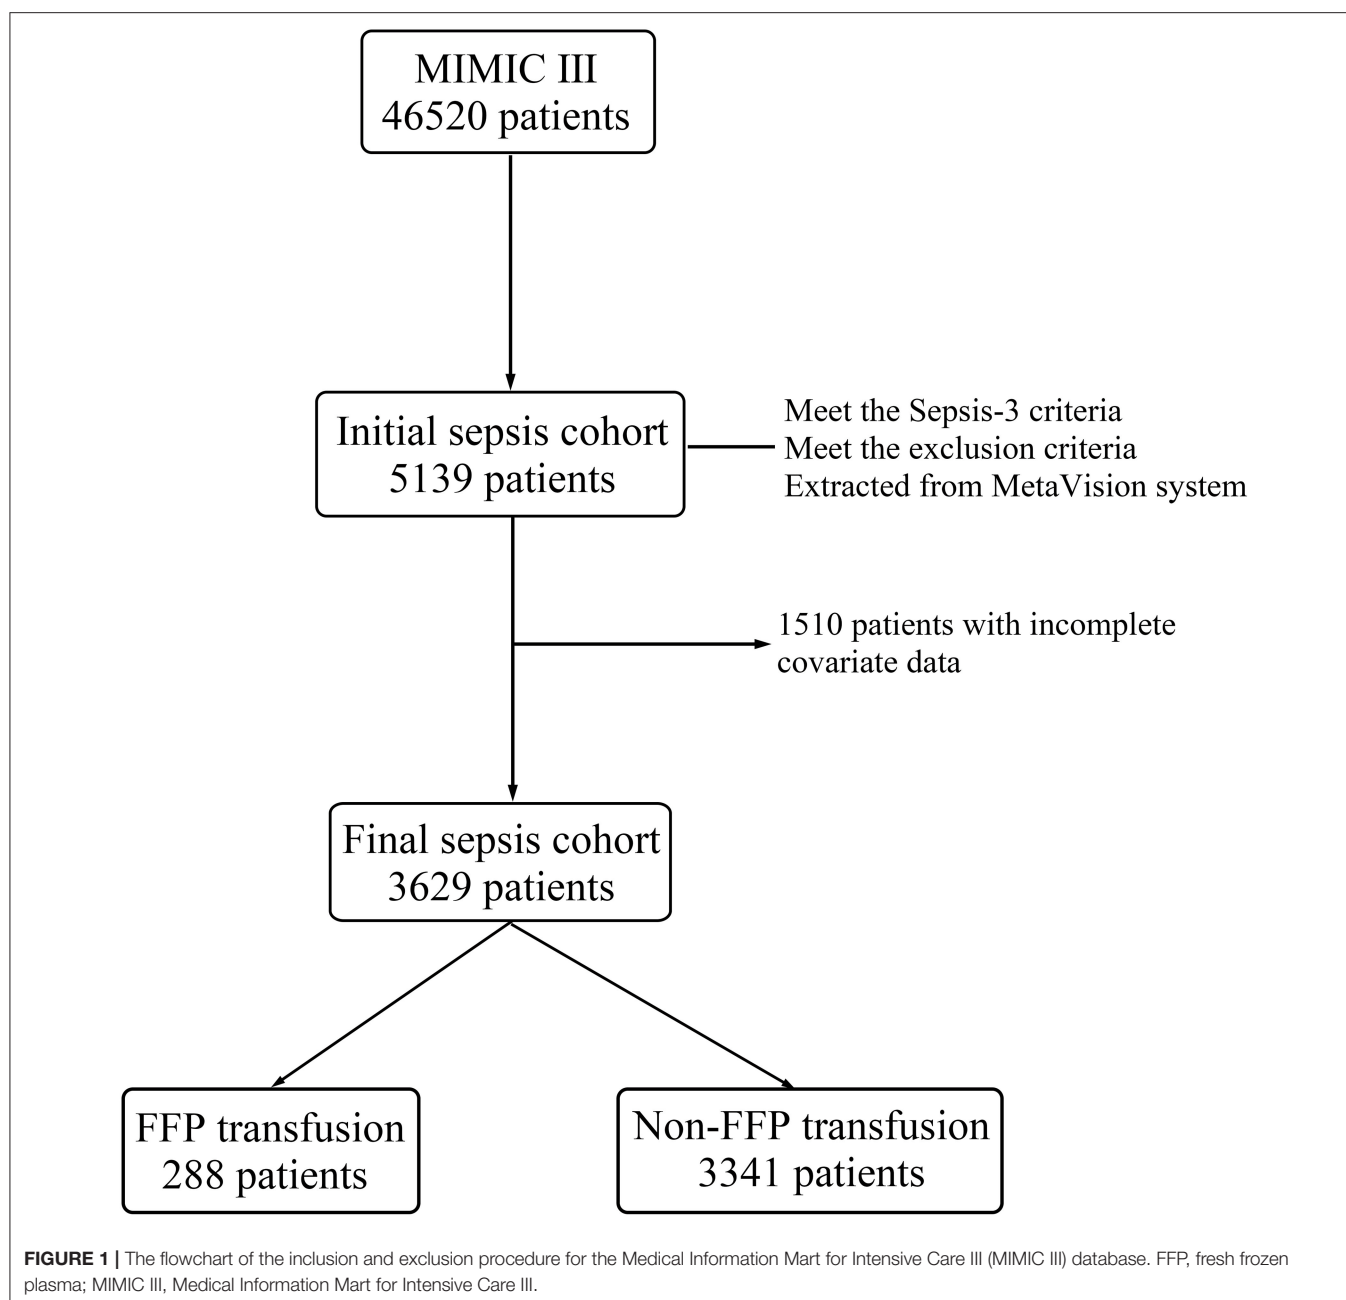 MIMIC III
46520 patients
Initial sepsis cohort
5139 patients
Meet the Sepsis-3 criteria
Meet the exclusion criteria
Extracted from MetaVision system
1510 patients with incomplete
covariate data
Final sepsis cohort
3629 patients
FFP transfusion
288 patients
Non-FFP transfusion
3341 patients
FIGURE 1 | The flowchart of the inclusion and exclusion procedure for the Medical Information Mart for Intensive Care III (MIMIC III) database. FFP, fresh frozen
plasma; MIMIC III, Medical Information Mart for Intensive Care III.